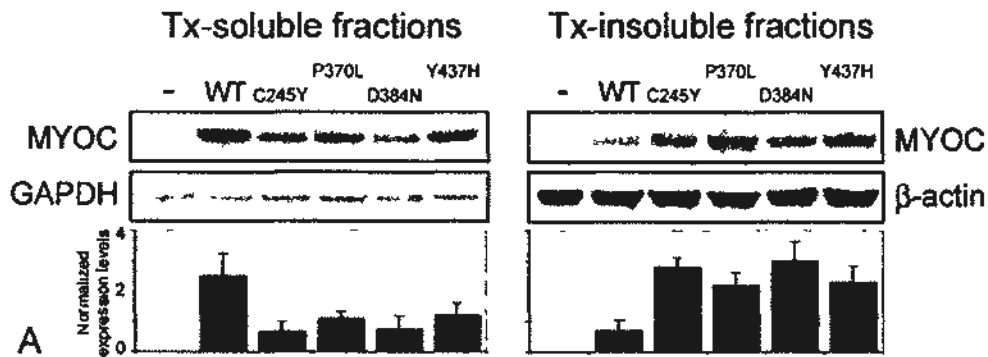 Tx-soluble fractions
Tx-insoluble fractions
- WT C245Y P370L D384N Y437H
- WT C245Y P370L D384N Y437H
MYOC
MYOC
GAPDH
β-actin
Normalized
expression levels
4
2
0
A